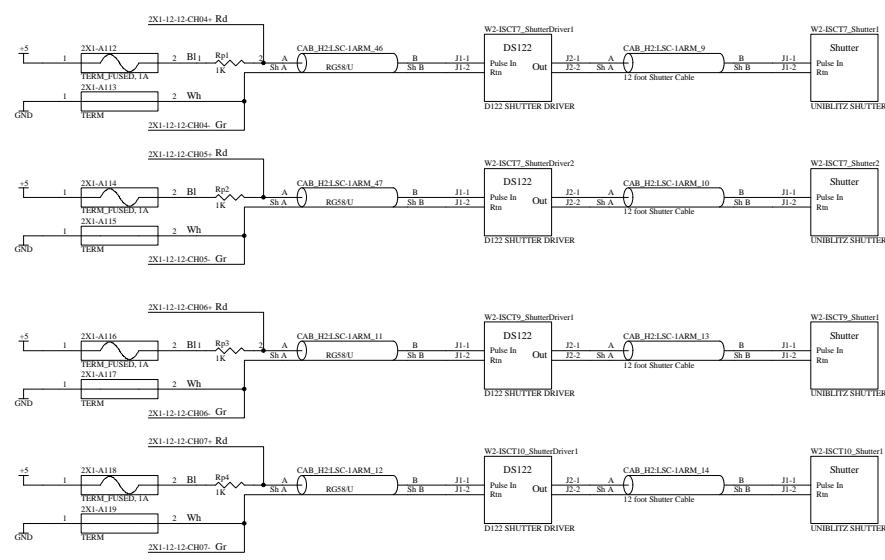 2X1-12-12-CH04+ Rd
W2-ISCT7_ShutterDriver1
W2-ISCT7_Shutter1
+5 1 2X1-A112 2 Bl 1 Rp1 2 A CAB_H2:LSC-1ARM_46 B J1-1 DS122 J2-1 A CAB_H2:LSC-1ARM_9 B J1-1 Shutter
TERM_FUSED, 1A 1K Sh A RG58/U Sh B J1-2 Pulse In Out J2-2 Sh A 12 foot Shutter Cable Sh B J1-2 Pulse In
Rtn Rtn
GND 1 2X1-A113 2 Wh
TERM D122 SHUTTER DRIVER UNIBLITZ SHUTTER
2X1-12-12-CH04- Gr
2X1-12-12-CH05+ Rd
W2-ISCT7_ShutterDriver2
W2-ISCT7_Shutter2
+5 1 2X1-A114 2 Bl Rp2 A CAB_H2:LSC-1ARM_47 B J1-1 DS122 J2-1 A CAB_H2:LSC-1ARM_10 B J1-1 Shutter
TERM_FUSED, 1A 1K Sh A RG58/U Sh B J1-2 Pulse In Out J2-2 Sh A 12 foot Shutter Cable Sh B J1-2 Pulse In
Rtn Rtn
GND 1 2X1-A115 2 Wh
TERM D122 SHUTTER DRIVER UNIBLITZ SHUTTER
2X1-12-12-CH05- Gr
2X1-12-12-CH06+ Rd
W2-ISCT9_ShutterDriver1
W2-ISCT9_Shutter1
+5 1 2X1-A116 2 Bl 1 Rp3 2 A CAB_H2:LSC-1ARM_11 B J1-1 DS122 J2-1 A CAB_H2:LSC-1ARM_13 B J1-1 Shutter
TERM_FUSED, 1A 1K Sh A RG58/U Sh B J1-2 Pulse In Out J2-2 Sh A 12 foot Shutter Cable Sh B J1-2 Pulse In
Rtn Rtn
GND 1 2X1-A117 2 Wh
TERM D122 SHUTTER DRIVER UNIBLITZ SHUTTER
2X1-12-12-CH06- Gr
2X1-12-12-CH07+ Rd
W2-ISCT10_ShutterDriver1
W2-ISCT10_Shutter1
+5 1 2X1-A118 2 Bl Rp4 A CAB_H2:LSC-1ARM_12 B J1-1 DS122 J2-1 A CAB_H2:LSC-1ARM_14 B J1-1 Shutter
TERM_FUSED, 1A 1K Sh A RG58/U Sh B J1-2 Pulse In Out J2-2 Sh A 12 foot Shutter Cable Sh B J1-2 Pulse In
Rtn Rtn
GND 1 2X1-A119 2 Wh
TERM D122 SHUTTER DRIVER UNIBLITZ SHUTTER
2X1-12-12-CH07- Gr